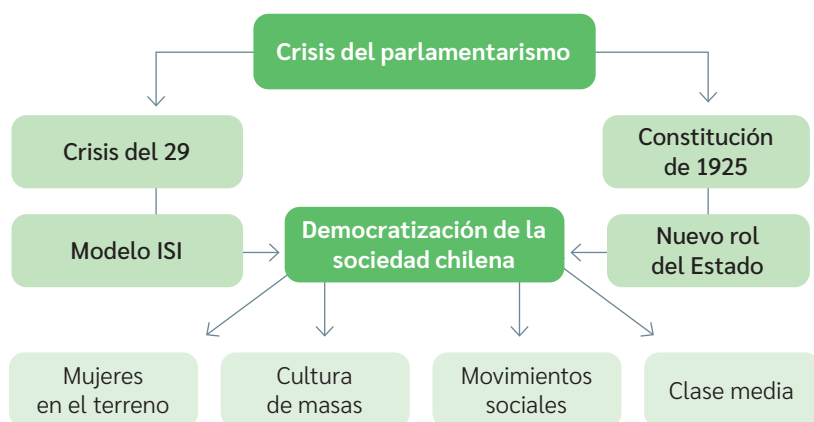 Crisis del parlamentarismo
Crisis del 29
Constitución
de 1925
Modelo ISI
Democratización de la
sociedad chilena
Nuevo rol
del Estado
Mujeres
en el terreno
Cultura
de masas
Movimientos
sociales
Clase media